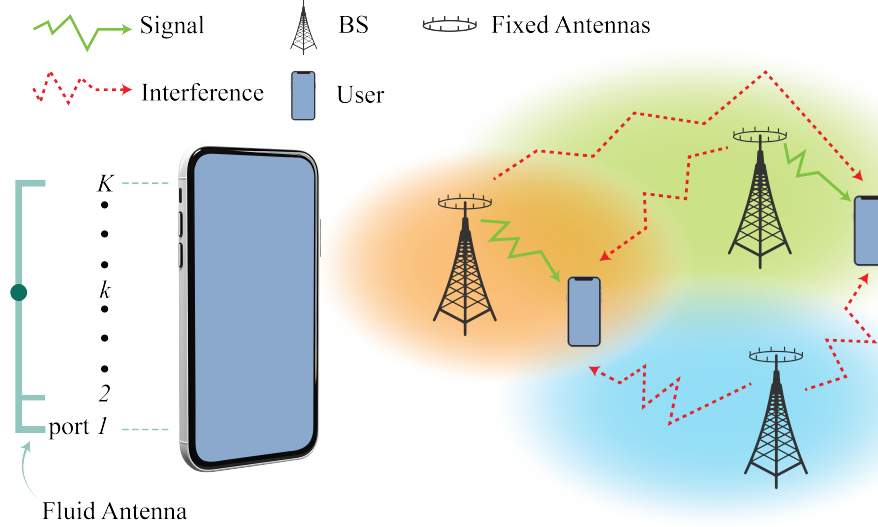 Signal
BS
Fixed Antennas
Interference
User
K
k
2
port 1
Fluid Antenna